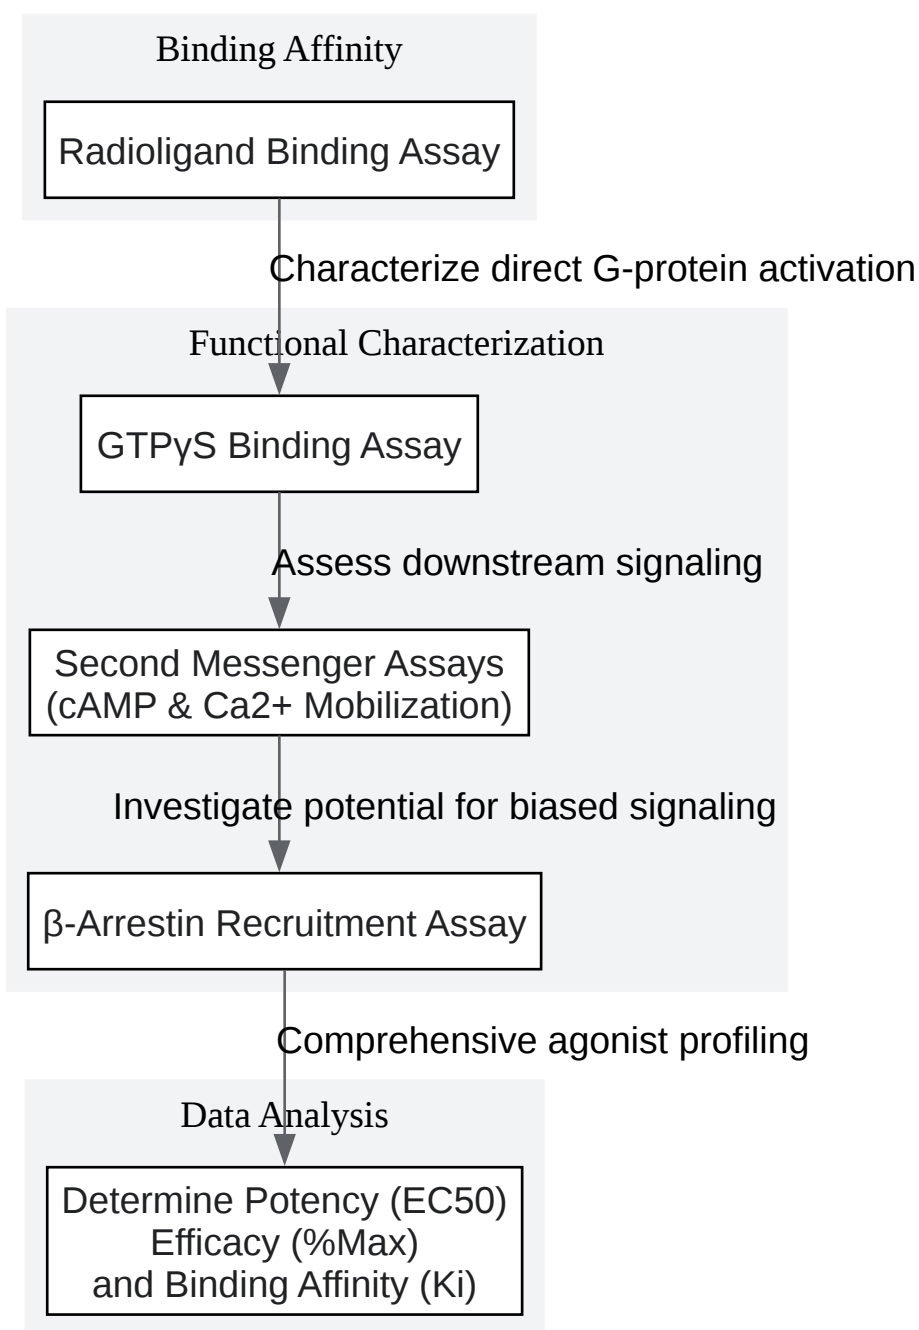 Binding Affinity
Radioligand Binding Assay
Characterize direct G-protein activation
Functional Characterization
GTPγS Binding Assay
Assess downstream signaling
Second Messenger Assays
(cAMP & Ca2+ Mobilization)
Investigate potential for biased signaling
β-Arrestin Recruitment Assay
Comprehensive agonist profiling
Data Analysis
Determine Potency (EC50)
Efficacy (%Max)
and Binding Affinity (Ki)